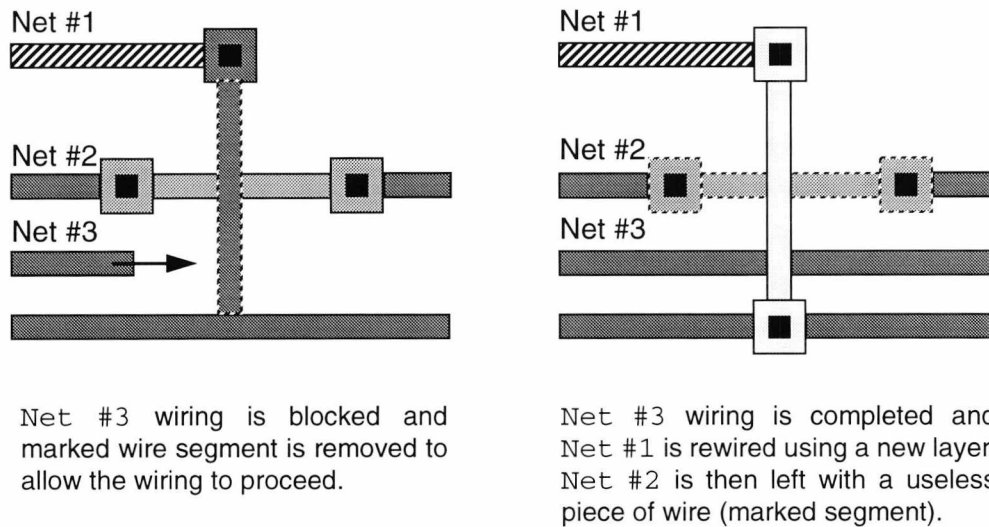 Net #1
Net #2
Net #3
Net #3 wiring is blocked and
marked wire segment is removed to
allow the wiring to proceed.
Net #1
Net #2
Net #3
Net #3 wiring is completed and
Net #1 is rewired using a new layer
Net #2 is then left with a useless
piece of wire (marked segment).